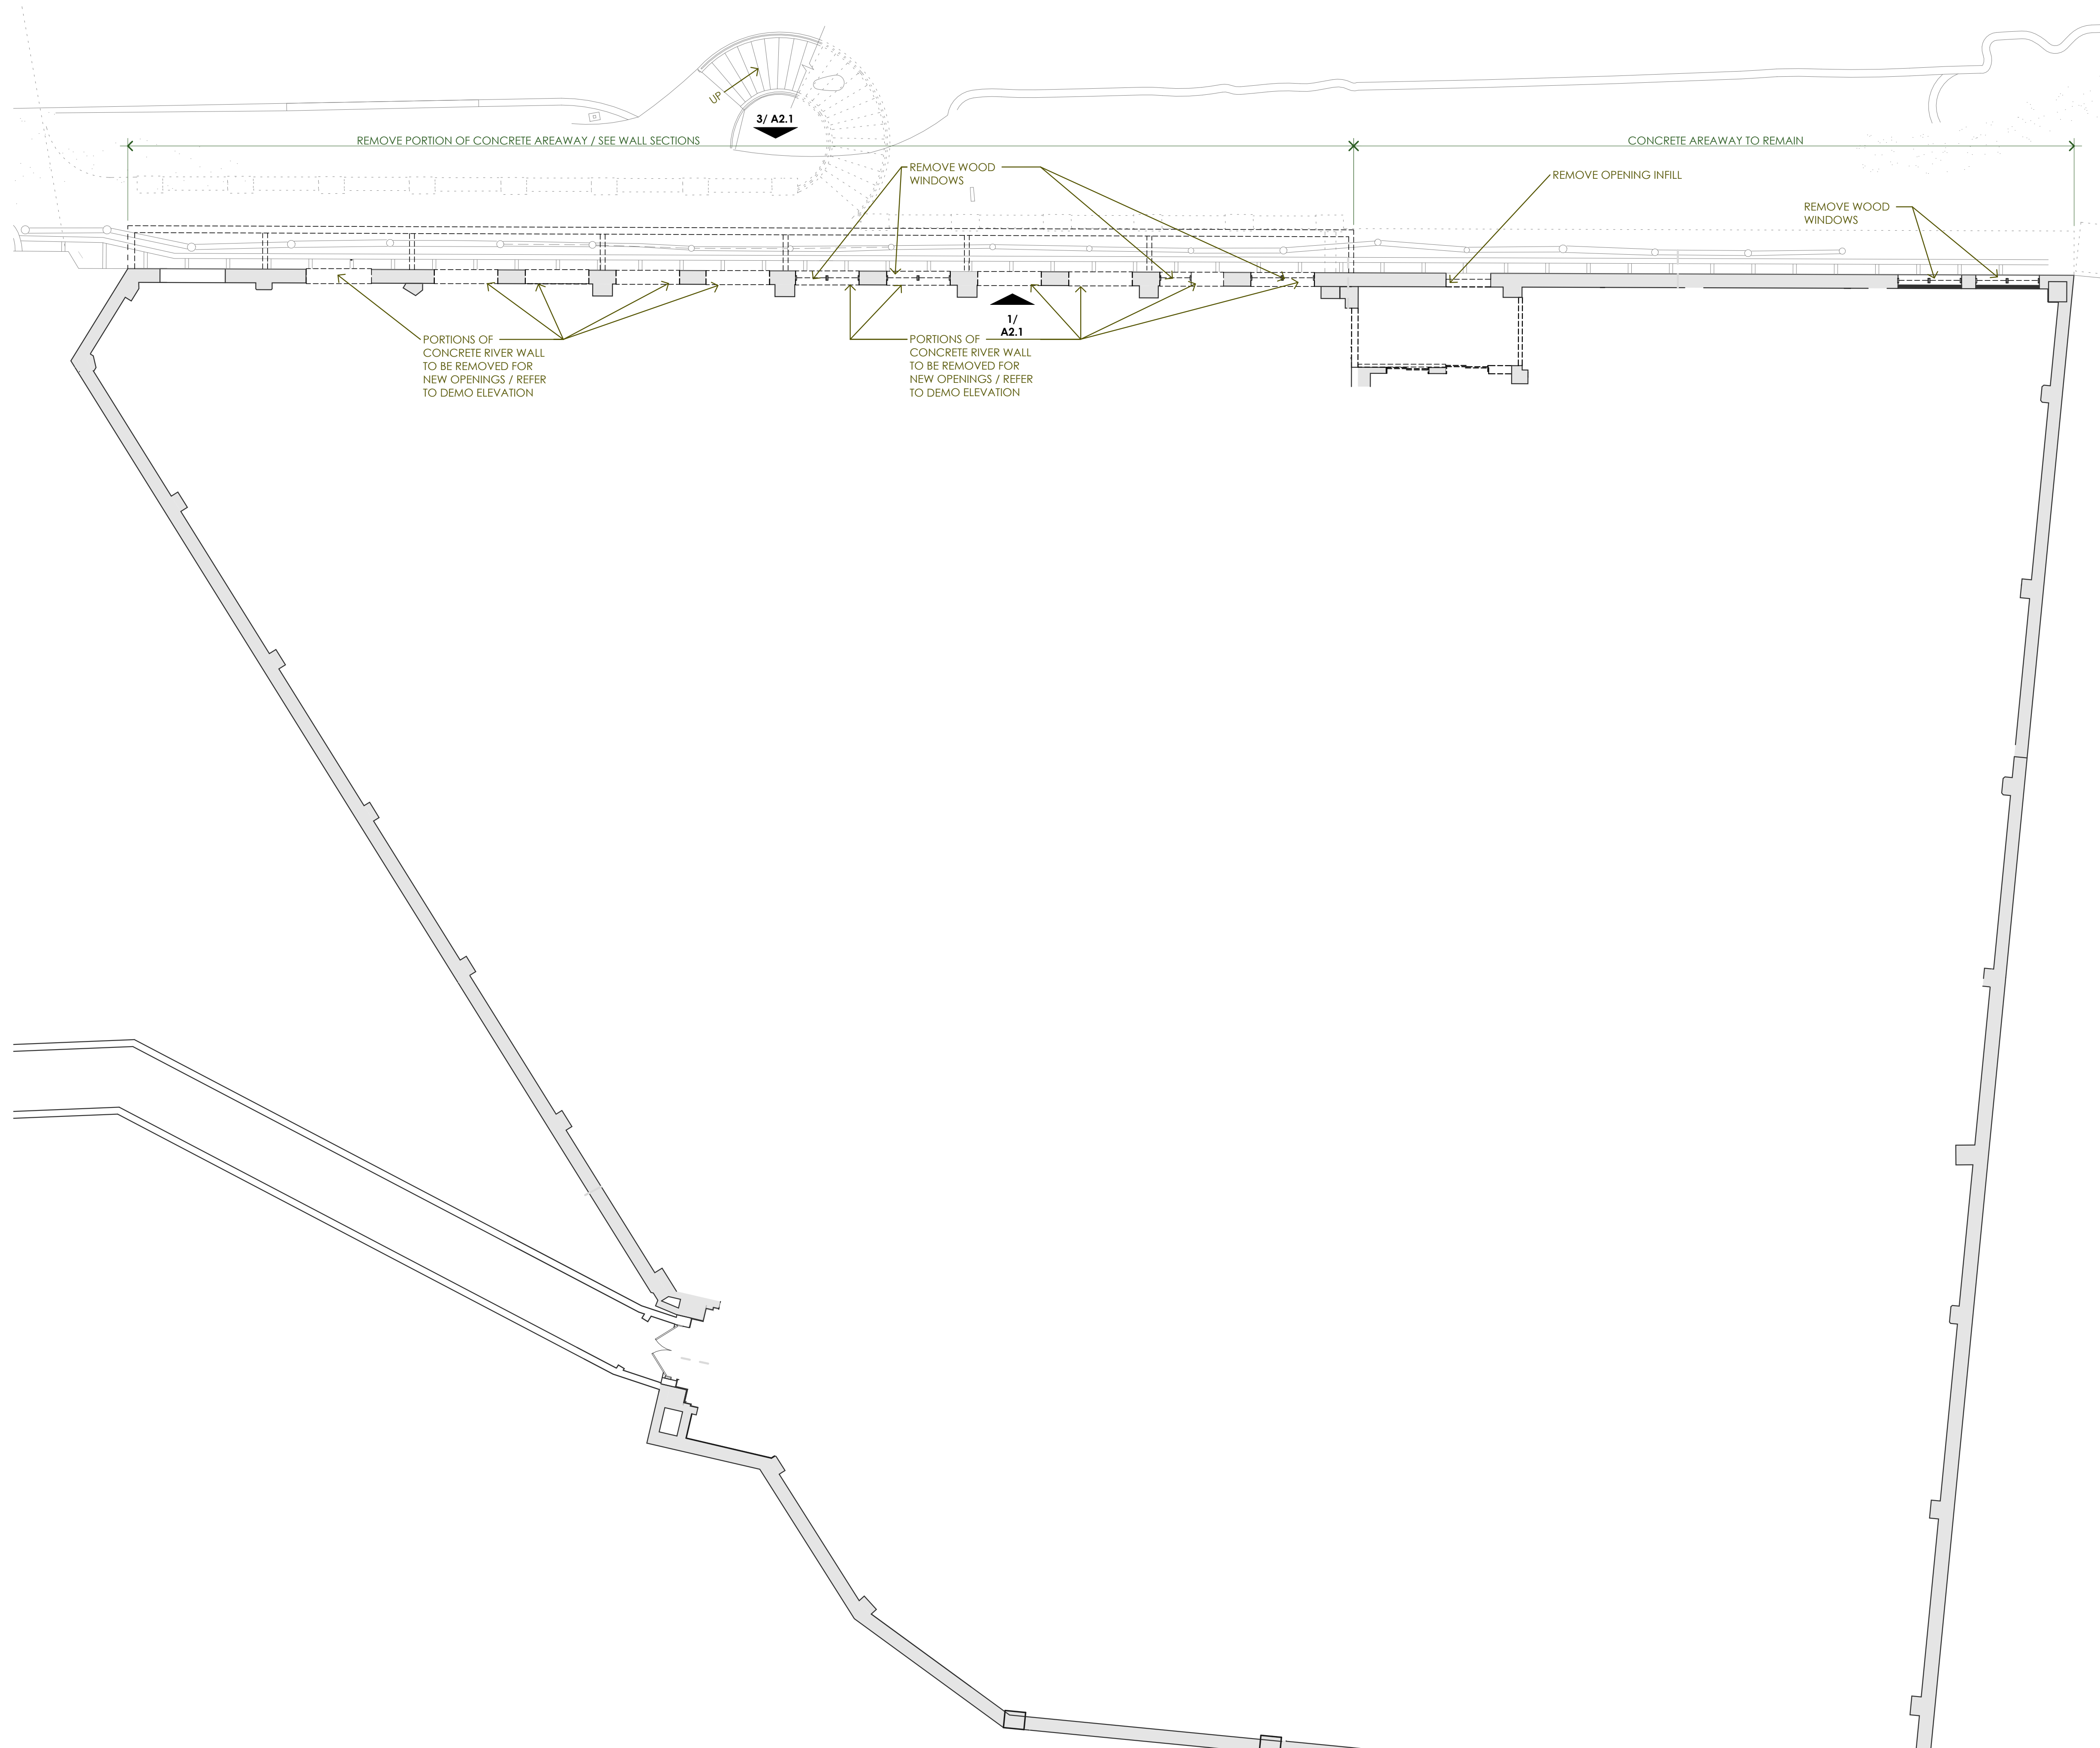 UP
3/ A2.1
REMOVE PORTION OF CONCRETE AREAWAY / SEE WALL SECTIONS
CONCRETE AREAWAY TO REMAIN
REMOVE WOOD
WINDOWS
REMOVE OPENING INFILL
REMOVE WOOD
WINDOWS
PORTIONS OF
CONCRETE RIVER WALL
TO BE REMOVED FOR
NEW OPENINGS / REFER
TO DEMO ELEVATION
1/
A2.1
PORTIONS OF
CONCRETE RIVER WALL
TO BE REMOVED FOR
NEW OPENINGS / REFER
TO DEMO ELEVATION